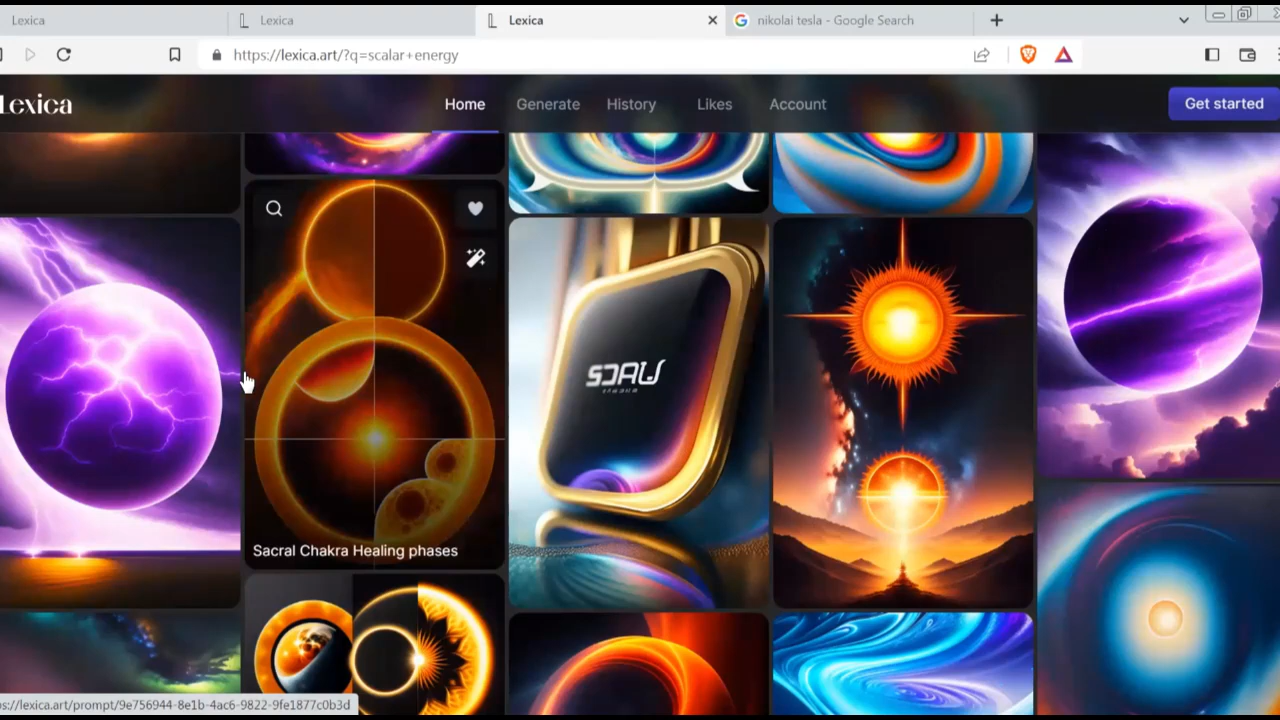 Lexica
Lexica
Lexica
nikolai tesla - Google Search
https://lexica.art/?q=scalar+energy
Lexica
Home
Generate
History
Likes
Account
Get started
Sacral Chakra Healing phases
ps://lexica.art/prompt/9e756944-8e1b-4ac6-9822-9fe1877c0b3d